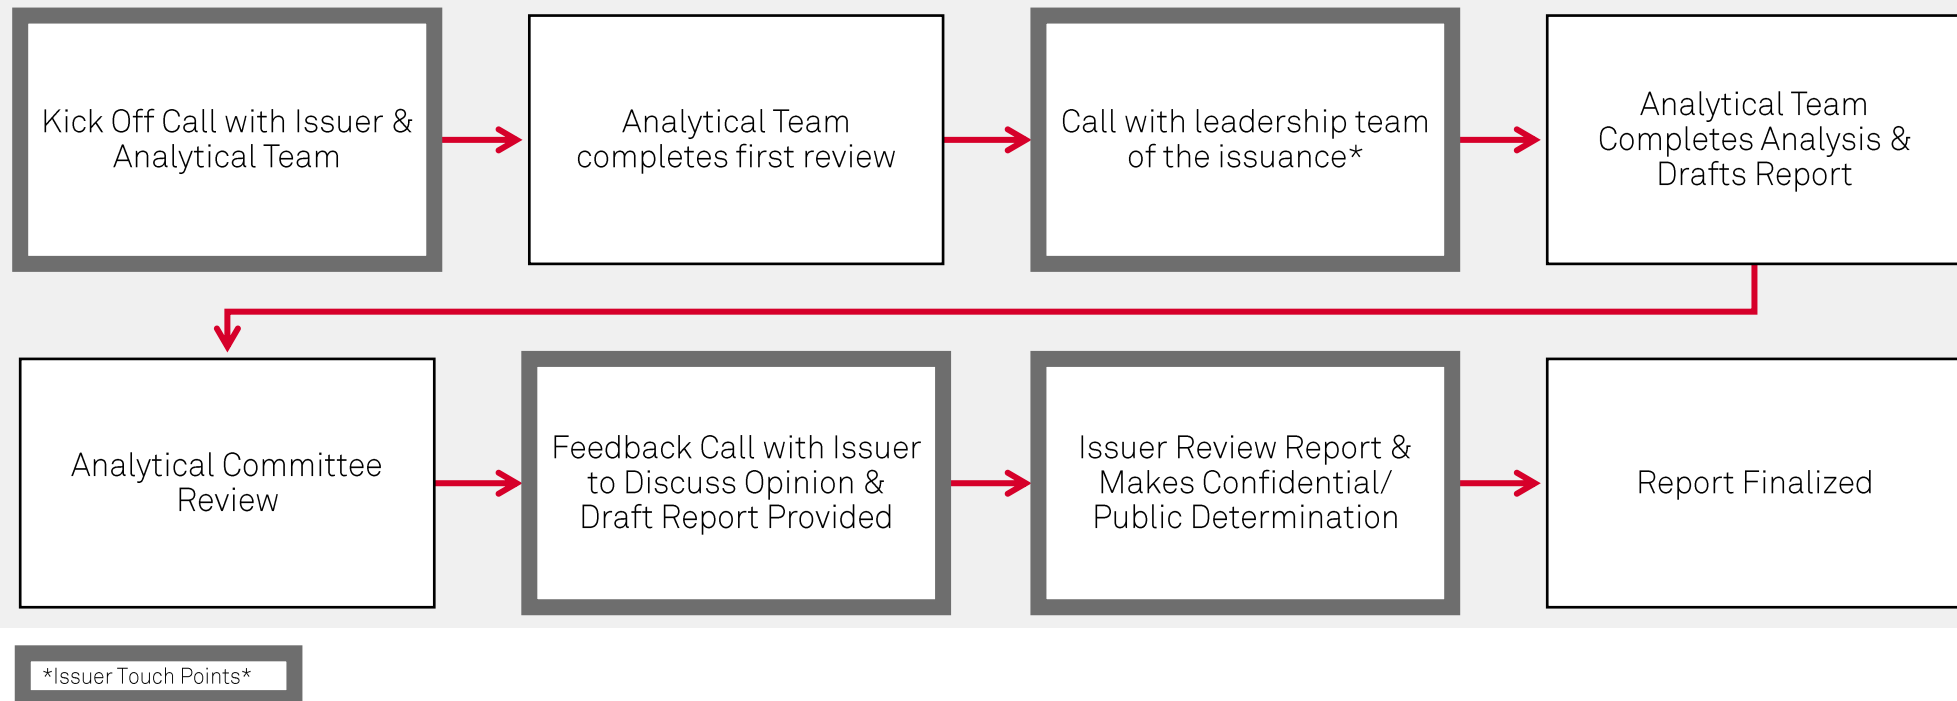 Kick Off Call with Issuer &
Analytical Team
Analytical Team
completes first review
Call with leadership team
of the issuance*
Analytical Team
Completes Analysis &
Drafts Report
Analytical Committee
Review
Feedback Call with Issuer
to Discuss Opinion &
Draft Report Provided
Issuer Review Report &
Makes Confidential/
Public Determination
Report Finalized
*Issuer Touch Points*